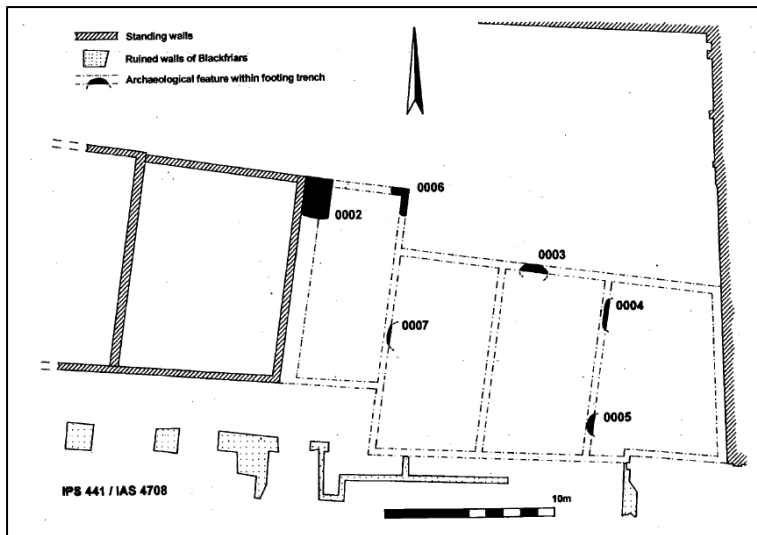 Standing walls
Ruined walls of Blackfriars
Archaeological feature within footing trench
0006
0002
0003
0004
0007
0005
IPS 441 / IAS 4708
10m